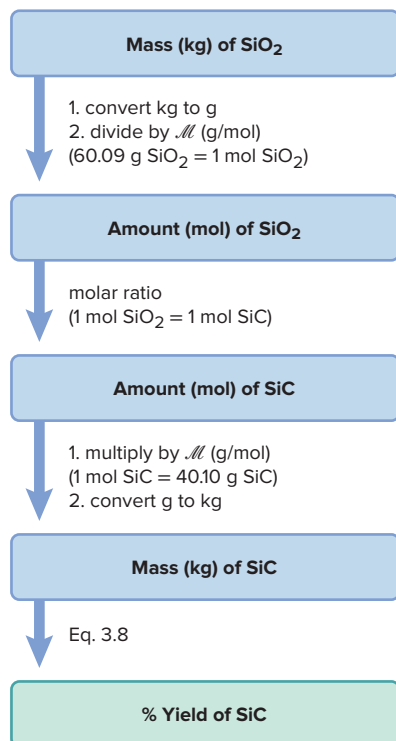 Mass (kg) of SiO₂
1. convert kg to g
2. divide by ℳ (g/mol)
(60.09 g SiO₂ = 1 mol SiO₂)
Amount (mol) of SiO₂
molar ratio
(1 mol SiO₂ = 1 mol SiC)
Amount (mol) of SiC
1. multiply by ℳ (g/mol)
(1 mol SiC = 40.10 g SiC)
2. convert g to kg
Mass (kg) of SiC
Eq. 3.8
% Yield of SiC